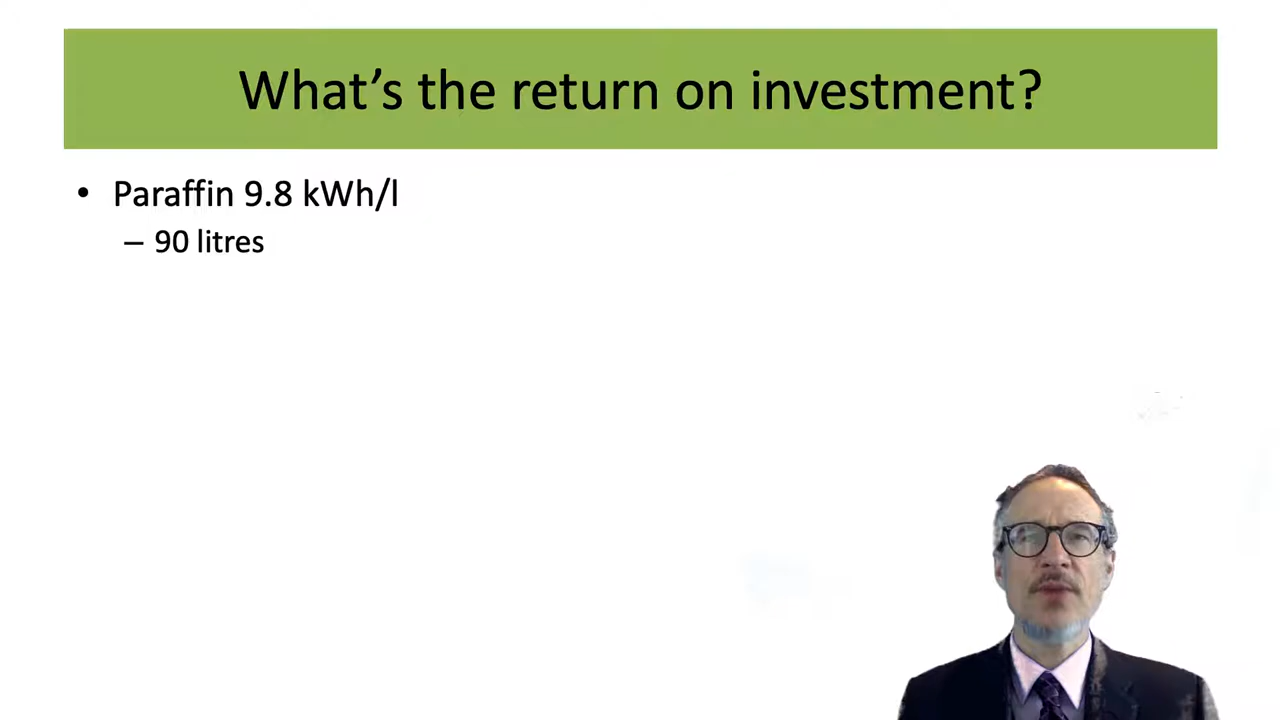 What’s the return on investment?
• Paraffin 9.8 kWh/l
– 90 litres